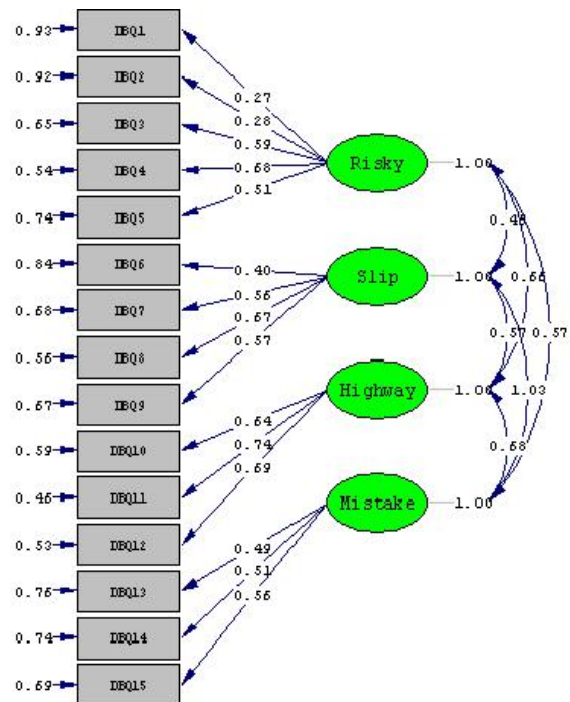 0.93 DBQ1
0.92 DBQ2
0.27
0.28
0.65 DBQ3
0.59
0.54 DBQ4
0.68
Risky 1.00
0.51
0.74 DBQ5
0.84 DBQ6
0.40
Slip 1.00
0.66
0.68 DBQ7
0.56
0.56 DBQ8
0.67
0.57
0.57 0.57
0.67 DBQ9
Highway 1.00 1.03
0.64
0.59 DBQ10
0.74
0.69
0.68
0.46 DBQ11
Mistake 1.00
0.53 DBQ12
0.49
0.51
0.76 DBQ13
0.56
0.74 DBQ14
0.69 DBQ15